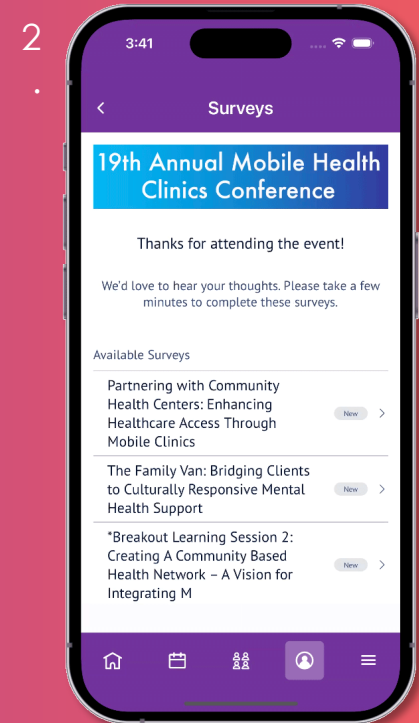 2
.
3:41
Surveys
19th Annual Mobile Health
Clinics Conference
Thanks for attending the event!
We'd love to hear your thoughts. Please take a few
minutes to complete these surveys.
Available Surveys
Partnering with Community
Health Centers: Enhancing
Healthcare Access Through
Mobile Clinics
New
The Family Van: Bridging Clients
to Culturally Responsive Mental
Health Support
New
*Breakout Learning Session 2:
Creating A Community Based
Health Network – A Vision for
Integrating M
New